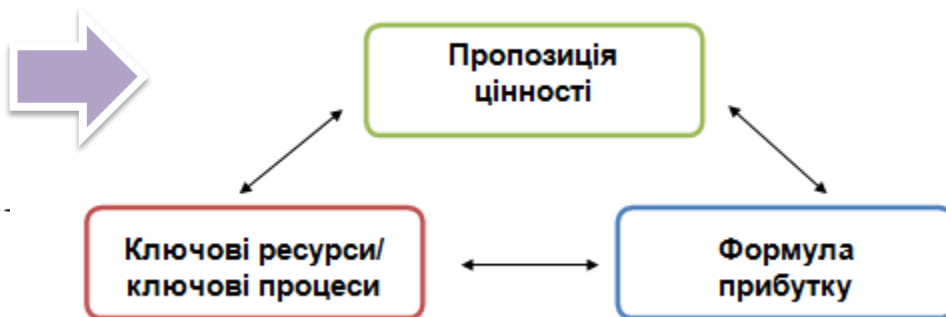 Пропозиція
цінності
Ключові ресурси/
ключові процеси
Формула
прибутку